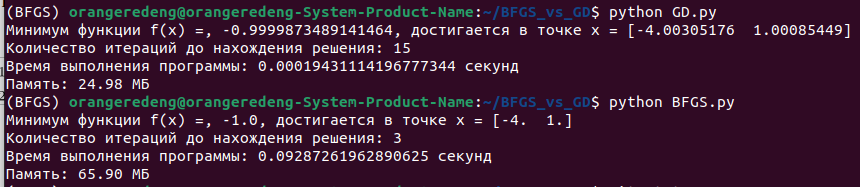 (BFGS) orangeredeng@orangeredeng-System-Product-Name:~/BFGS_vs_GD$ python GD.py
Минимум функции f(x) =, -0.9999873489141464, достигается в точке x = [-4.00305176  1.00085449]
Количество итераций до нахождения решения: 15
Время выполнения программы: 0.00019431114196777344 секунд
Память: 24.98 МБ
(BFGS) orangeredeng@orangeredeng-System-Product-Name:~/BFGS_vs_GD$ python BFGS.py
Минимум функции f(x) =, -1.0, достигается в точке x = [-4.  1.]
Количество итераций до нахождения решения: 3
Время выполнения программы: 0.09287261962890625 секунд
Память: 65.90 МБ